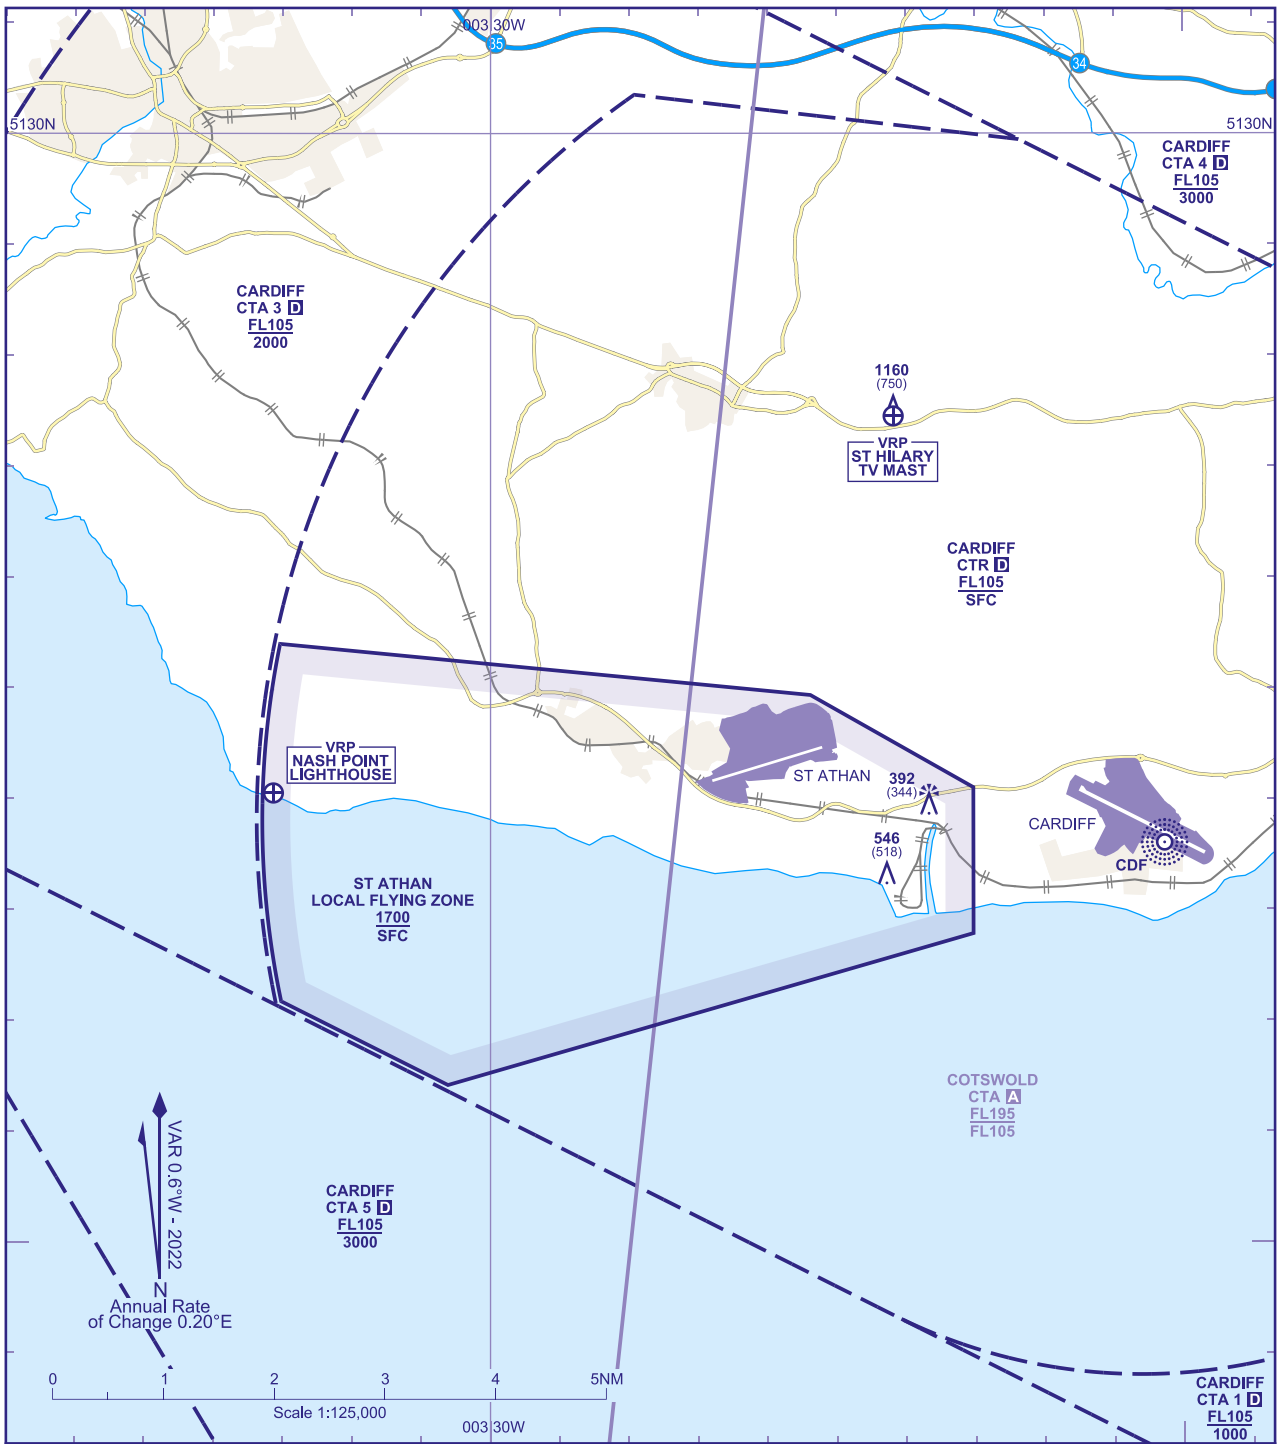 003 30W
35
34
5130N
5130N
CARDIFF
CTA 4 D
FL105
3000
CARDIFF
CTA 3 D
FL105
2000
1160
(750)
VRP
ST HILARY
TV MAST
CARDIFF
CTR D
FL105
SFC
VRP
NASH POINT
LIGHTHOUSE
ST ATHAN
392
(344)
CARDIFF
546
(518)
CDF
ST ATHAN
LOCAL FLYING ZONE
1700
SFC
COTSWOLD
CTA A
FL195
FL105
VAR 0.6°W - 2022
N
Annual Rate
of Change 0.20°E
CARDIFF
CTA 5 D
FL105
3000
0 1 2 3 4 5NM
Scale 1:125,000
003 30W
CARDIFF
CTA 1 D
FL105
1000